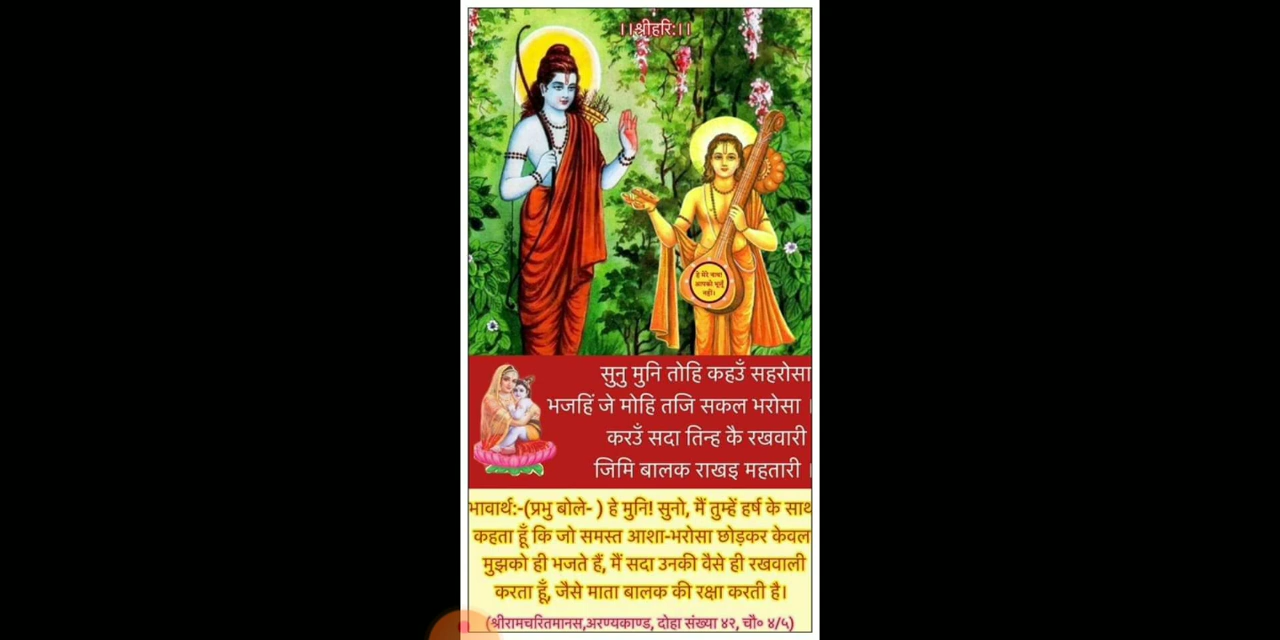 ।।श्रीहरि:।।
हे मेरे नाथ!
आपको भूलूँ
नहीं।
सुनु मुनि तोहि कहउँ सहरोसा
भजहिं जे मोहि तजि सकल भरोसा ।
करउँ सदा तिन्ह कै रखवारी
जिमि बालक राखइ महतारी ।
भावार्थ:-(प्रभु बोले- ) हे मुनि! सुनो, मैं तुम्हें हर्ष के साथ
कहता हूँ कि जो समस्त आशा-भरोसा छोड़कर केवल
मुझको ही भजते हैं, मैं सदा उनकी वैसे ही रखवाली
करता हूँ, जैसे माता बालक की रक्षा करती है।
(श्रीरामचरितमानस,अरण्यकाण्ड, दोहा संख्या ४२, चौ० ४/५)